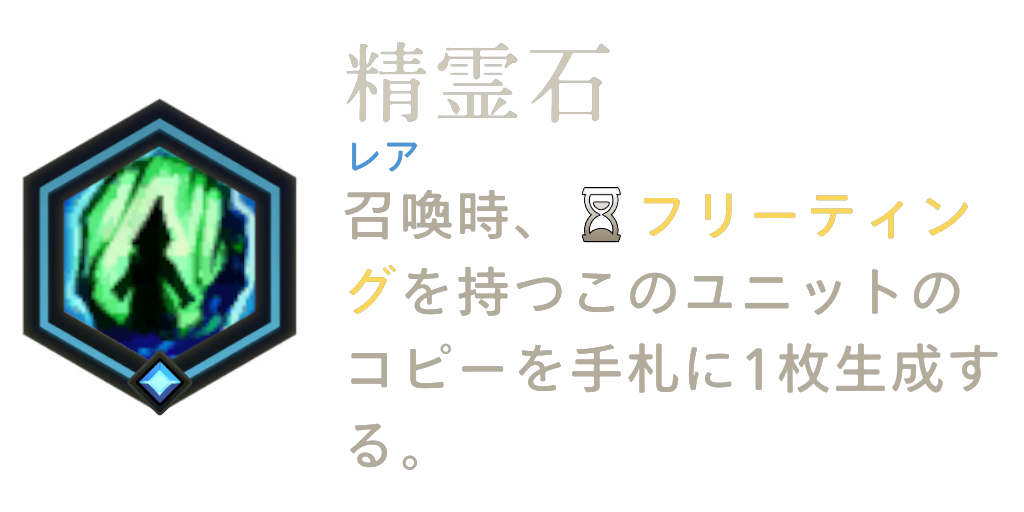 精霊石
レア
召喚時、フリーティン
グを持つこのユニットの
コピーを手札に1枚生成す
る。